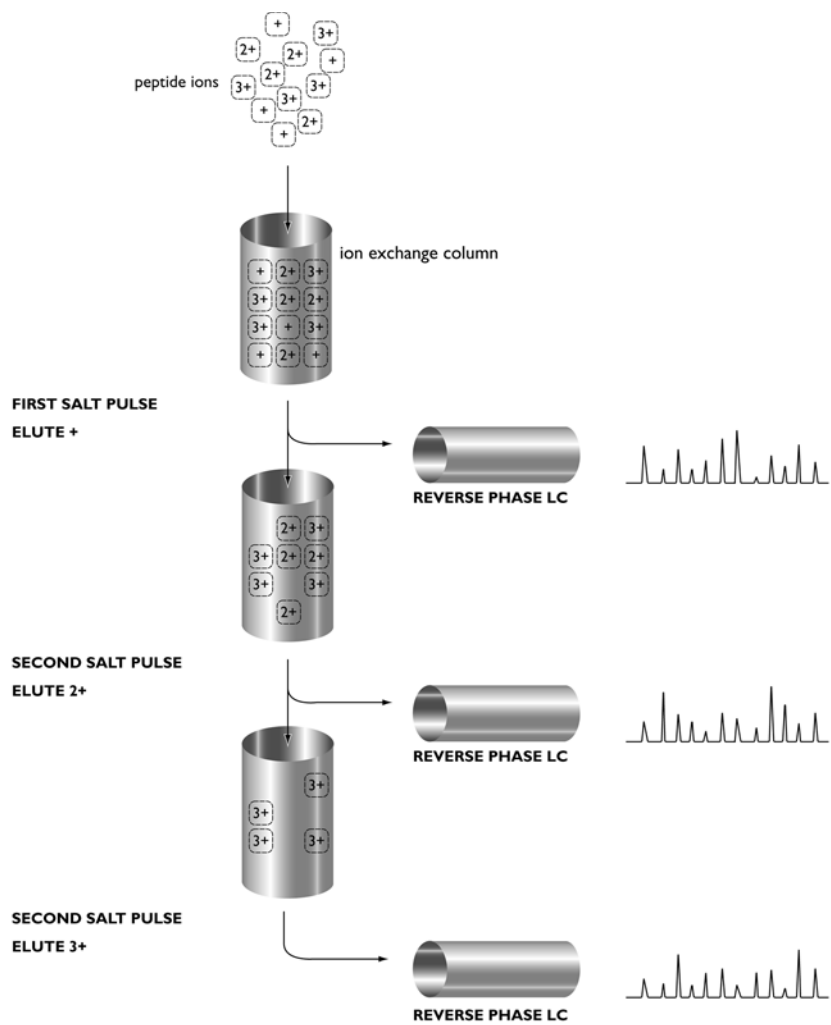 +
3+
2+
2+
+
2+
peptide ions
3+
3+
3+
+
2+
+
ion exchange column
+ 2+ 3+
3+ 2+ 2+
3+ + 3+
+ 2+ +
FIRST SALT PULSE
ELUTE +
REVERSE PHASE LC
2+ 3+
3+ 2+ 2+
3+ 3+
2+
SECOND SALT PULSE
ELUTE 2+
REVERSE PHASE LC
3+
3+
3+ 3+
SECOND SALT PULSE
ELUTE 3+
REVERSE PHASE LC